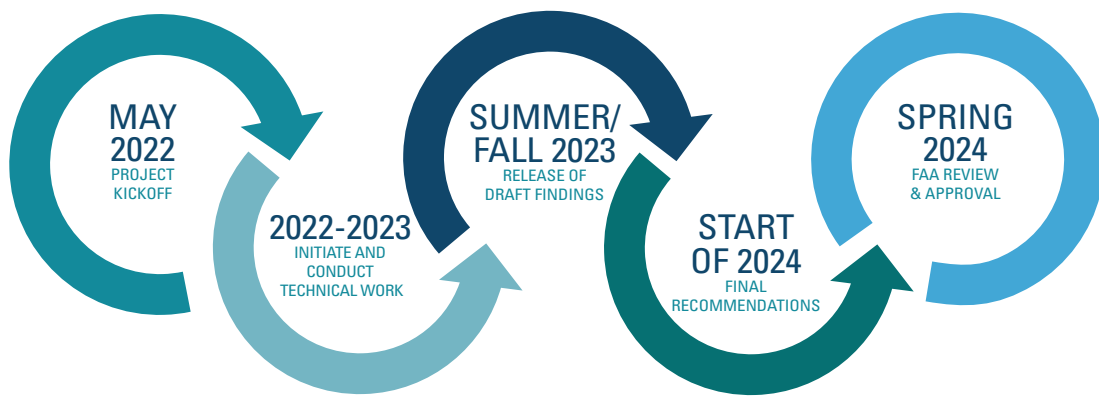 MAY
2022
PROJECT
KICKOFF
2022-2023
INITIATE AND
CONDUCT
TECHNICAL WORK
SUMMER/
FALL 2023
RELEASE OF
DRAFT FINDINGS
START
OF 2024
FINAL
RECOMMENDATIONS
SPRING
2024
FAA REVIEW
& APPROVAL